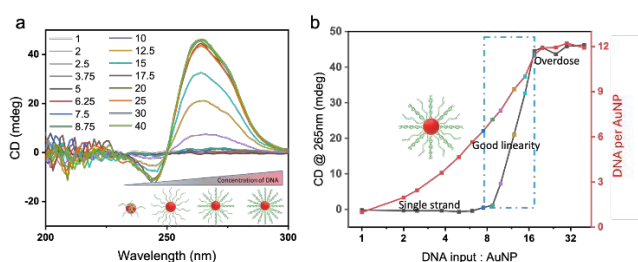 a
b
40
20
0
-20
CD (mdeg)
1 10
2 12.5
2.5 15
3.75 17.5
5 20
6.25 25
7.5 30
8.75 40
Concentration of DNA
200 250 300
Wavelength (nm)
50
40
30
20
10
0
CD @ 265nm (mdeg)
Overdose
Good linearity
Single strand
12
9
6
3
0
DNA per AuNP
1 2 4 8 16 32
DNA input : AuNP